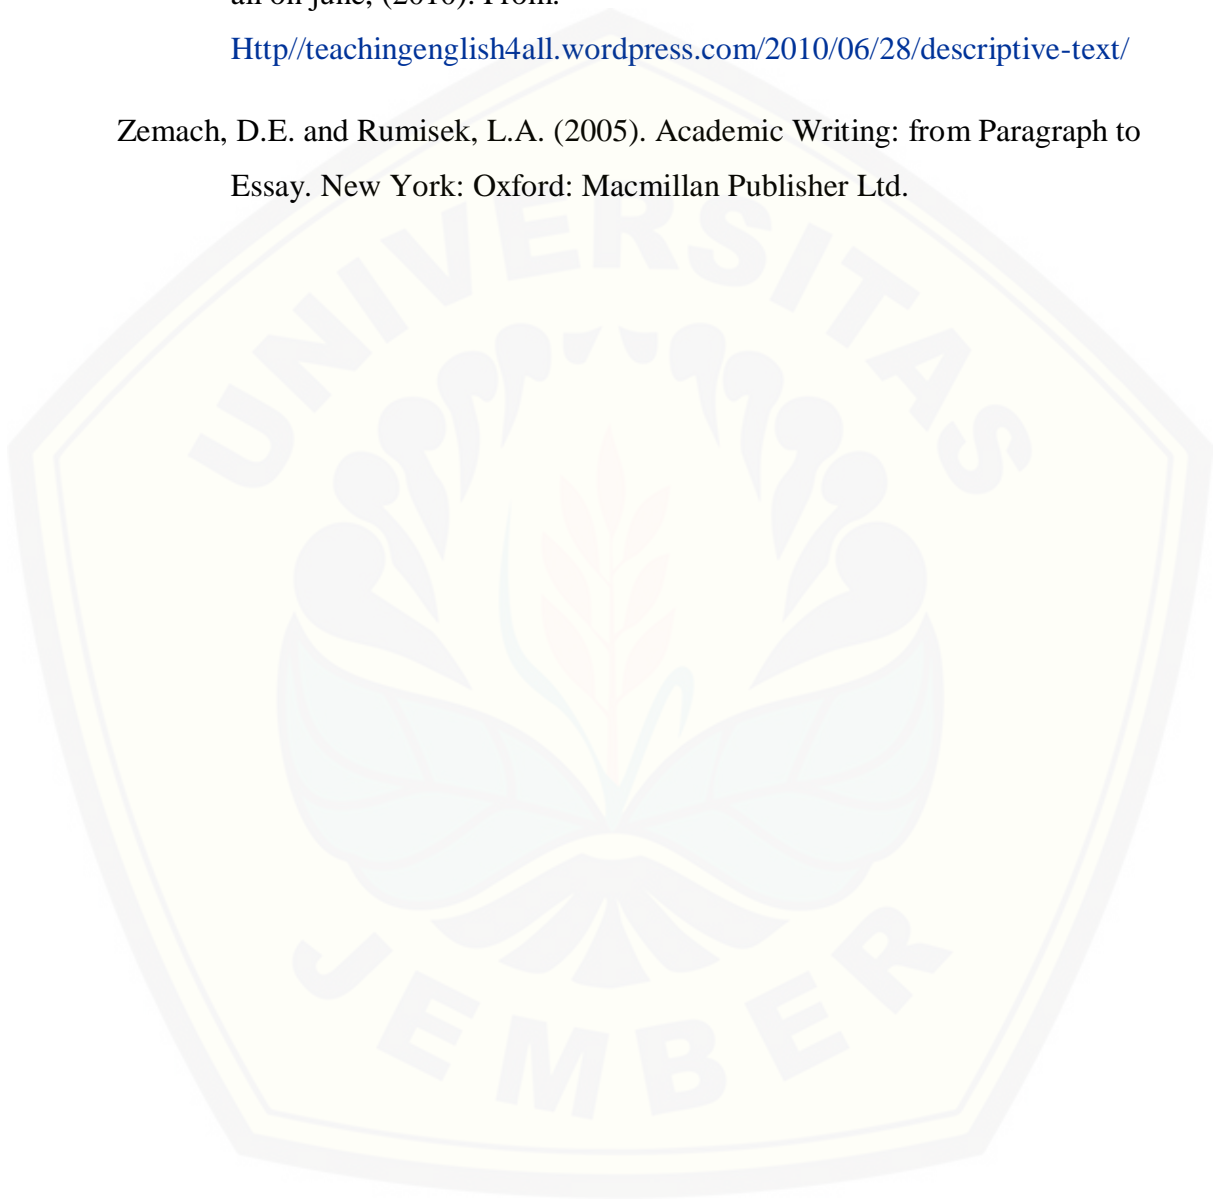 all on june, (2010). From:
Http//teachingenglish4all.wordpress.com/2010/06/28/descriptive-text/
Zemach, D.E. and Rumisek, L.A. (2005). Academic Writing: from Paragraph to
Essay. New York: Oxford: Macmillan Publisher Ltd.
UNIVERSITAS
JEMBER